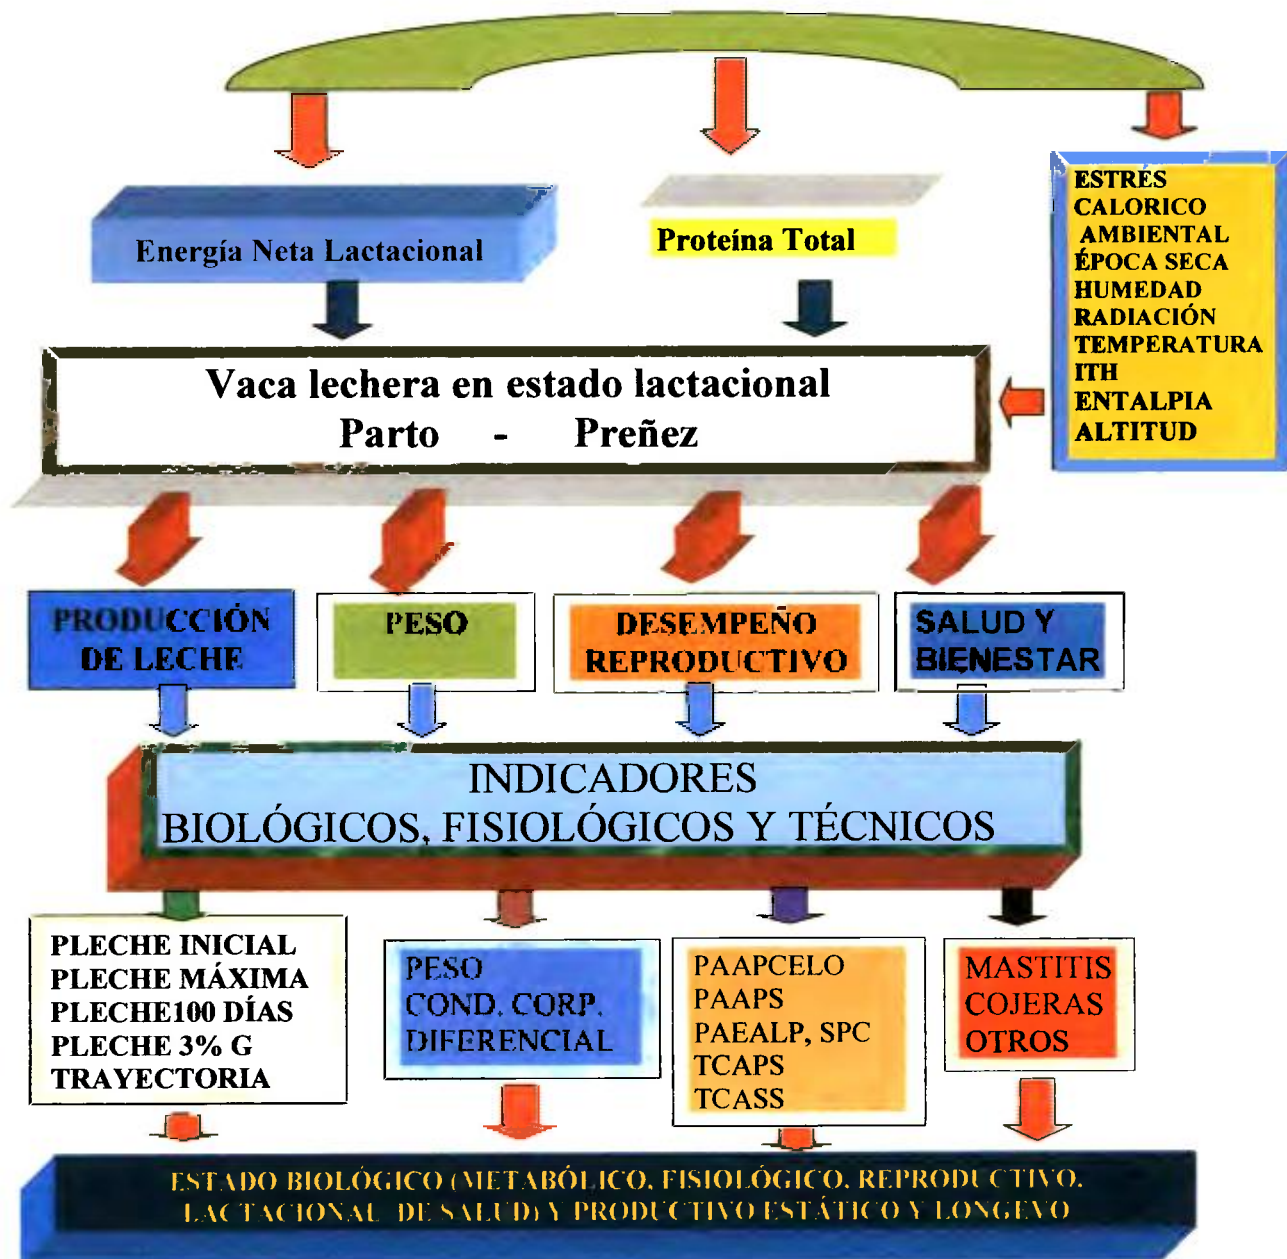 Energía Neta Lactacional
Proteína Total
ESTRÉS
CALORICO
AMBIENTAL
ÉPOCA SECA
HUMEDAD
RADIACIÓN
TEMPERATURA
ITH
ENTALPIA
ALTITUD
Vaca lechera en estado lactacional
Parto - Preñez
PRODUCCIÓN
DE LECHE
PESO
DESEMPEÑO
REPRODUCTIVO
SALUD Y
BIENESTAR
INDICADORES
BIOLÓGICOS, FISIOLÓGICOS Y TÉCNICOS
PLECHE INICIAL
PLECHE MÁXIMA
PLECHE100 DÍAS
PLECHE 3% G
TRAYECTORIA
PESO
COND. CORP.
DIFERENCIAL
PAAPCELO
PAAPS
PAEALP, SPC
TCAPS
TCASS
MASTITIS
COJERAS
OTROS
ESTADO BIOLÓGICO (METABÓLICO, FISIOLÓGICO, REPRODUCTIVO,
LACTACIONAL DE SALUD) Y PRODUCTIVO ESTÁTICO Y LONGEVO